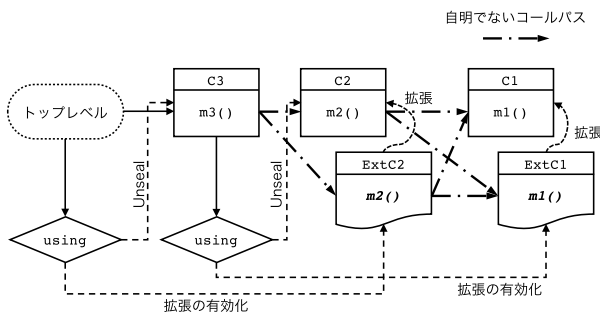 自明でないコールパス
C3
C2
C1
拡張
トップレベル
m3()
m2()
m1()
拡張
ExtC2
ExtC1
Unseal
Unseal
m2()
m1()
using
using
拡張の有効化
拡張の有効化